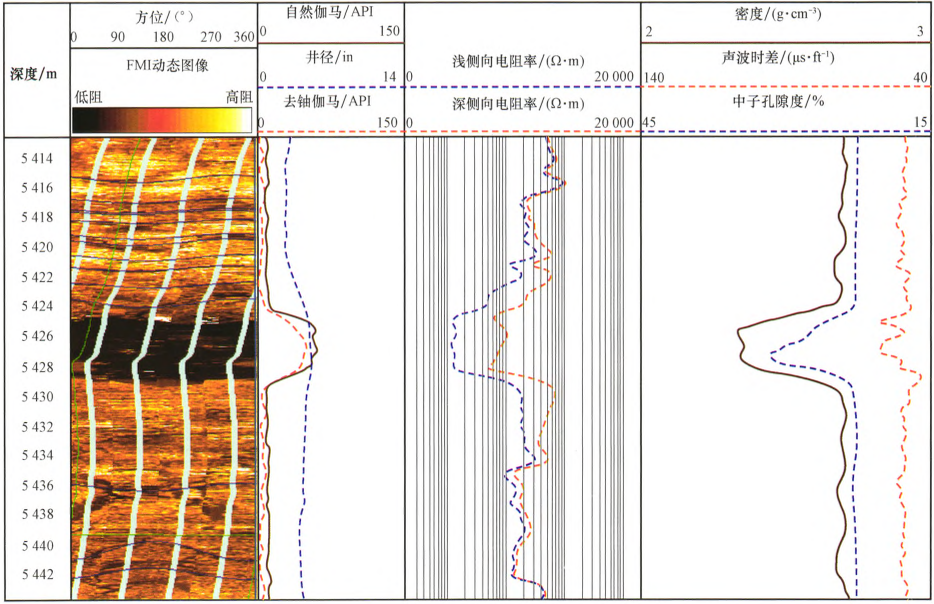 深度/m
方位/(°)
0 90 180 270 360
FMI动态图像
低阻 高阻
自然伽马/API
0 150
井径/in
0 14
去铀伽马/API
0 150
浅侧向电阻率/(Ω·m)
0 20 000
深侧向电阻率/(Ω·m)
0 20 000
密度/(g·cm⁻³)
2 3
声波时差/(μs·ft⁻¹)
140 40
中子孔隙度/%
45 15
5 414
5 416
5 418
5 420
5 422
5 424
5 426
5 428
5 430
5 432
5 434
5 436
5 438
5 440
5 442